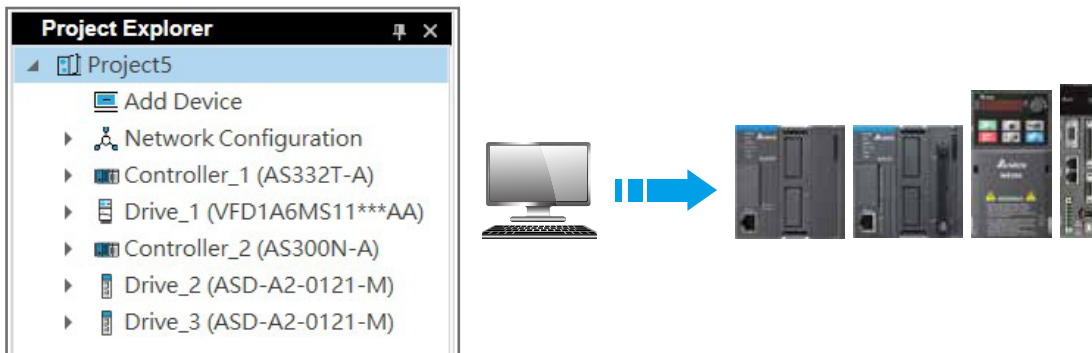 Project Explorer
Project5
Add Device
Network Configuration
Controller_1 (AS332T-A)
Drive_1 (VFD1A6MS11***AA)
Controller_2 (AS300N-A)
Drive_2 (ASD-A2-0121-M)
Drive_3 (ASD-A2-0121-M)